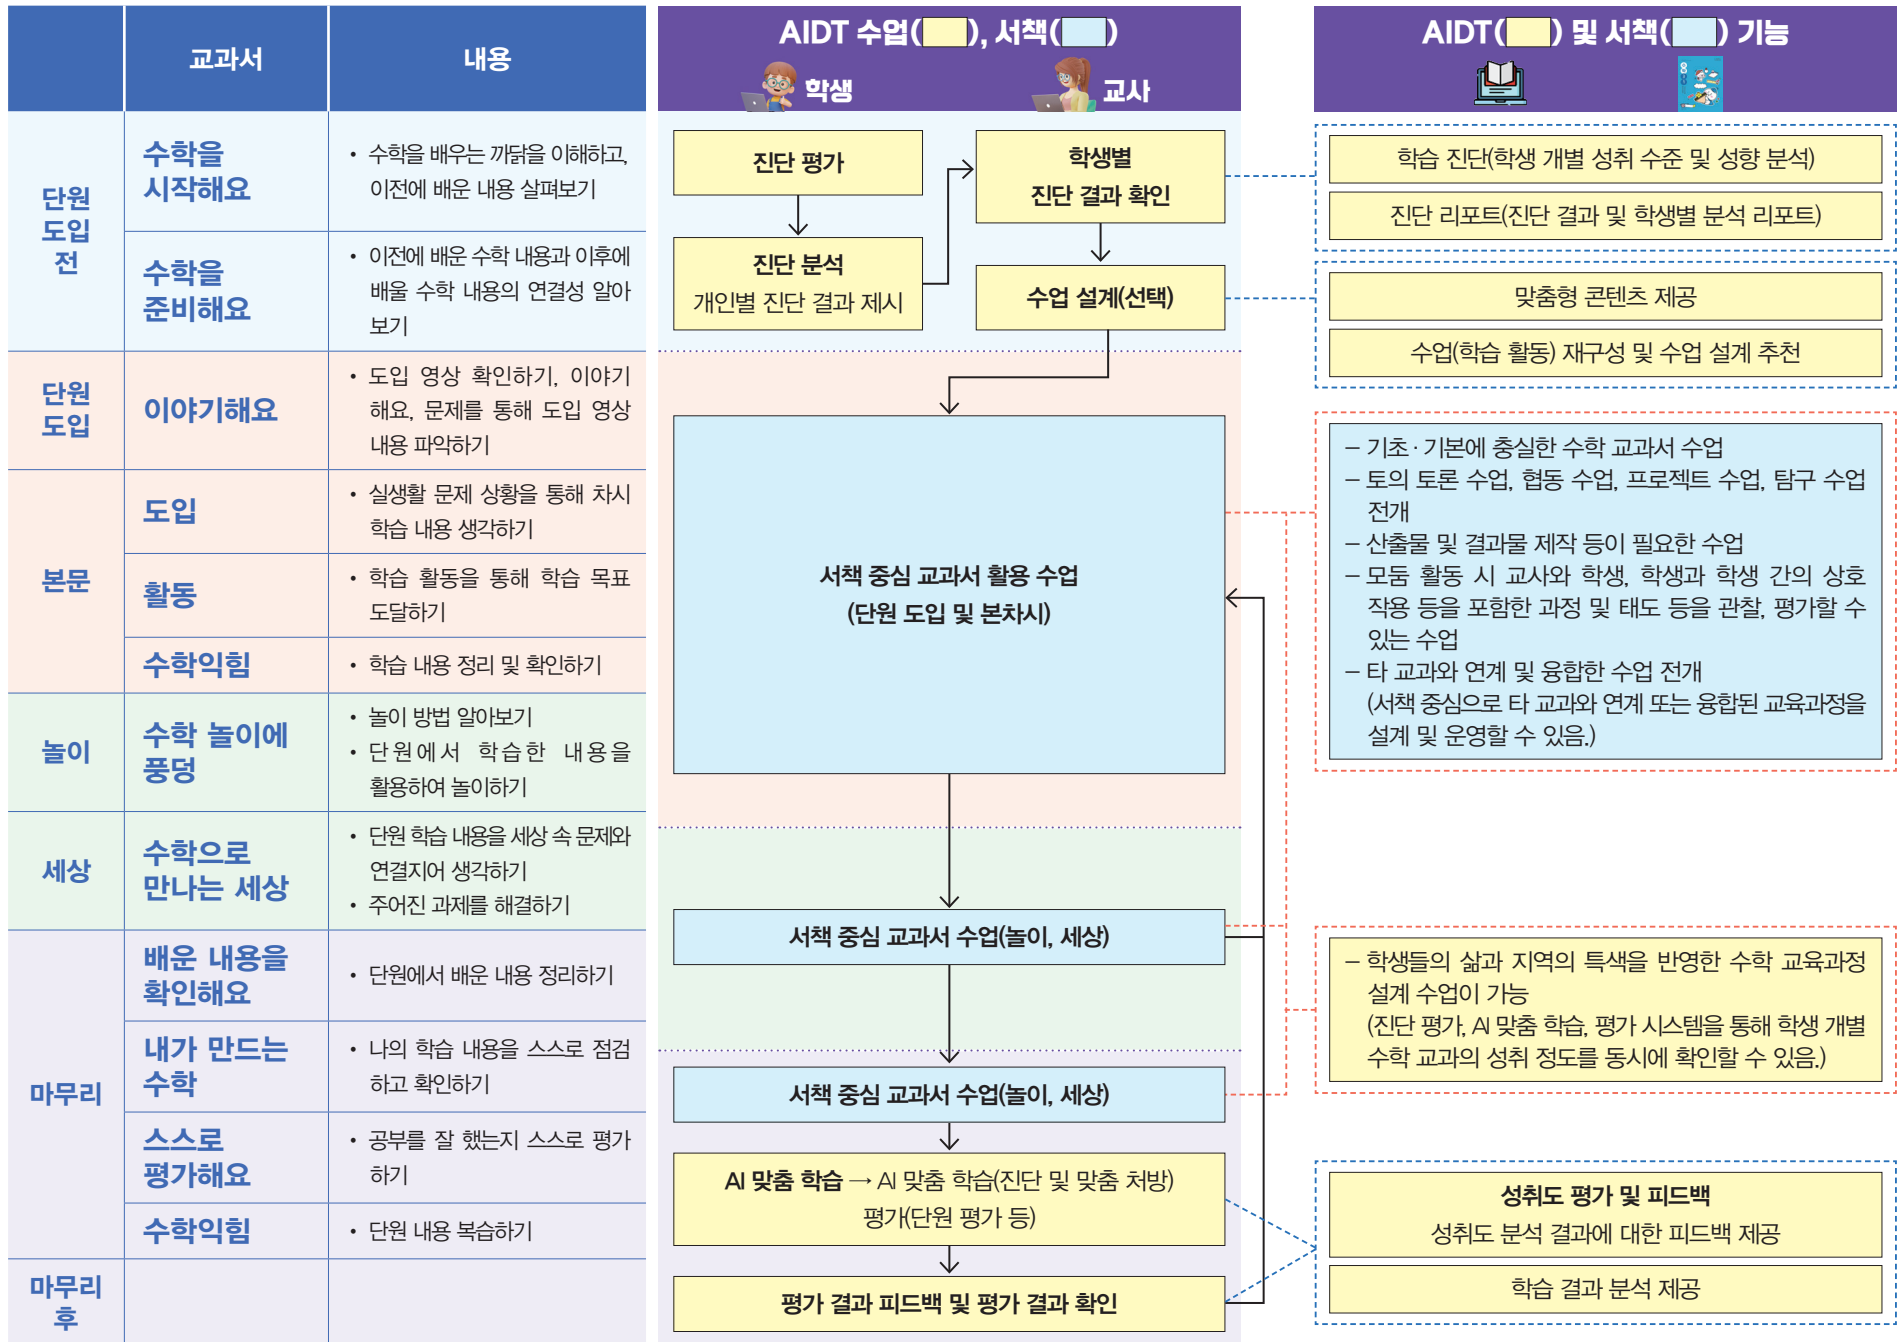 교과서
내용
단원
도입
전
수학을
시작해요
• 수학을 배우는 까닭을 이해하고,
이전에 배운 내용 살펴보기
수학을
준비해요
• 이전에 배운 수학 내용과 이후에
배울 수학 내용의 연결성 알아
보기
단원
도입
이야기해요
• 도입 영상 확인하기, 이야기
해요, 문제를 통해 도입 영상
내용 파악하기
본문
도입
• 실생활 문제 상황을 통해 차시
학습 내용 생각하기
활동
• 학습 활동을 통해 학습 목표
도달하기
수학익힘
• 학습 내용 정리 및 확인하기
놀이
수학 놀이에
풍덩
• 놀이 방법 알아보기
• 단원에서 학습한 내용을
활용하여 놀이하기
세상
수학으로
만나는 세상
• 단원 학습 내용을 세상 속 문제와
연결지어 생각하기
• 주어진 과제를 해결하기
마무리
배운 내용을
확인해요
• 단원에서 배운 내용 정리하기
내가 만드는
수학
• 나의 학습 내용을 스스로 점검
하고 확인하기
스스로
평가해요
• 공부를 잘 했는지 스스로 평가
하기
수학익힘
• 단원 내용 복습하기
마무리
후
AIDT 수업( ), 서책( )
학생
교사
진단 평가
진단 분석
개인별 진단 결과 제시
학생별
진단 결과 확인
수업 설계(선택)
서책 중심 교과서 활용 수업
(단원 도입 및 본차시)
서책 중심 교과서 수업(놀이, 세상)
서책 중심 교과서 수업(놀이, 세상)
AI 맞춤 학습 → AI 맞춤 학습(진단 및 맞춤 처방)
평가(단원 평가 등)
평가 결과 피드백 및 평가 결과 확인
AIDT( ) 및 서책( ) 기능
학습 진단(학생 개별 성취 수준 및 성향 분석)
진단 리포트(진단 결과 및 학생별 분석 리포트)
맞춤형 콘텐츠 제공
수업(학습 활동) 재구성 및 수업 설계 추천
– 기초 · 기본에 충실한 수학 교과서 수업
– 토의 토론 수업, 협동 수업, 프로젝트 수업, 탐구 수업
전개
– 산출물 및 결과물 제작 등이 필요한 수업
– 모둠 활동 시 교사와 학생, 학생과 학생 간의 상호
작용 등을 포함한 과정 및 태도 등을 관찰, 평가할 수
있는 수업
– 타 교과와 연계 및 융합한 수업 전개
(서책 중심으로 타 교과와 연계 또는 융합된 교육과정을
설계 및 운영할 수 있음.)
– 학생들의 삶과 지역의 특색을 반영한 수학 교육과정
설계 수업이 가능
(진단 평가, AI 맞춤 학습, 평가 시스템을 통해 학생 개별
수학 교과의 성취 정도를 동시에 확인할 수 있음.)
성취도 평가 및 피드백
성취도 분석 결과에 대한 피드백 제공
학습 결과 분석 제공